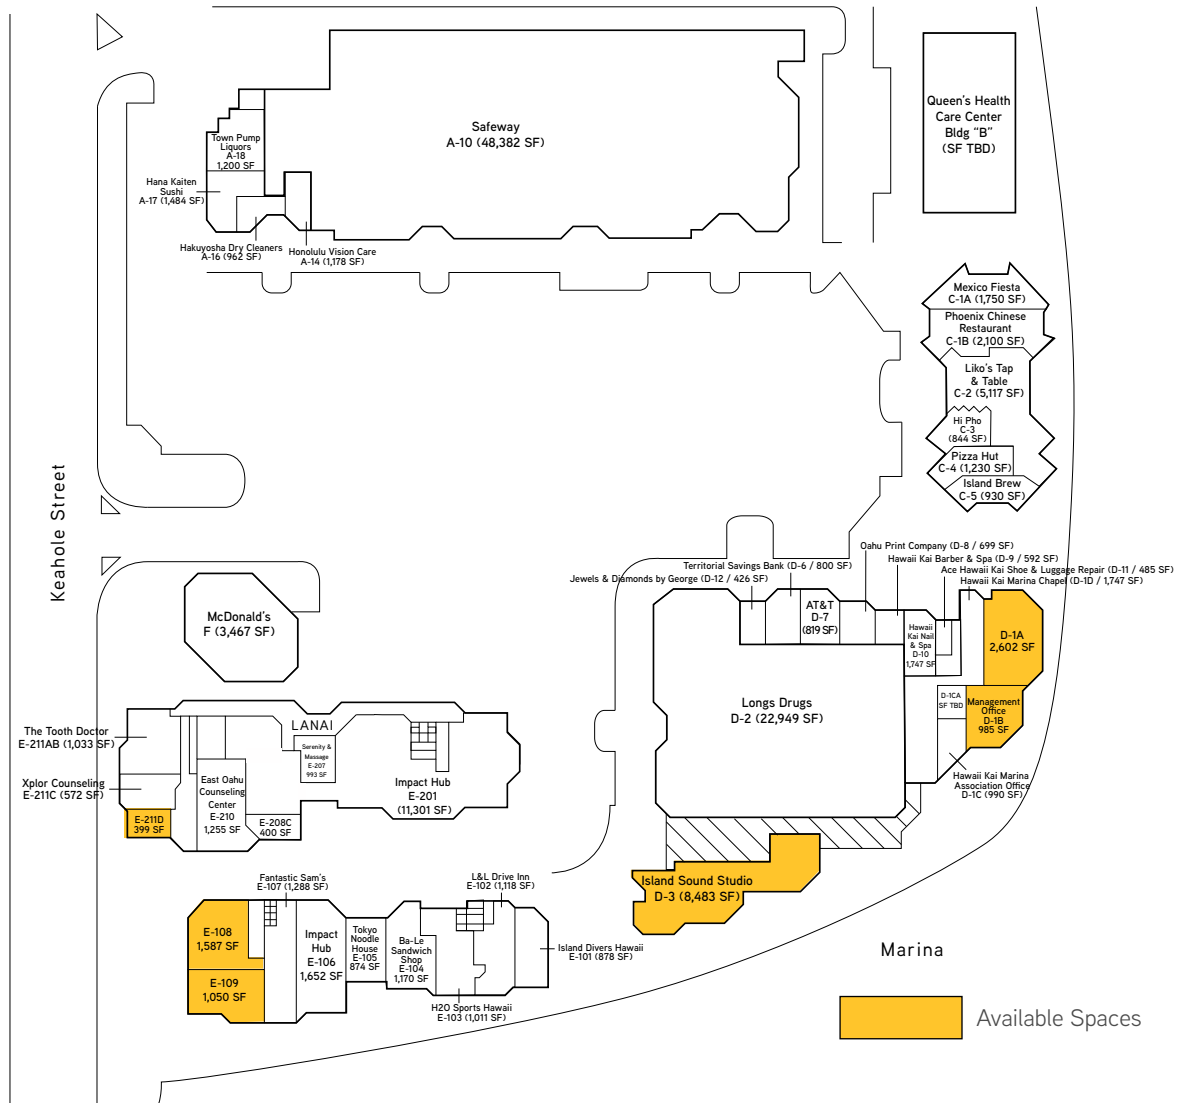 Safeway
A-10 (48,382 SF)
Queen's Health
Care Center
Bldg "B"
(SF TBD)
Town Pump
Liquors
A-18
1,200 SF
Hana Kaiten
Sushi
A-17 (1,484 SF)
Hakuyosha Dry Cleaners
A-16 (962 SF)
Honolulu Vision Care
A-14 (1,178 SF)
Mexico Fiesta
C-1A (1,750 SF)
Phoenix Chinese
Restaurant
C-1B (2,100 SF)
Liko's Tap
& Table
C-2 (5,117 SF)
Hi Pho
C-3
(844 SF)
Pizza Hut
C-4 (1,230 SF)
Island Brew
C-5 (930 SF)
Keahole Street
Oahu Print Company (D-8 / 699 SF)
Hawaii Kai Barber & Spa (D-9 / 592 SF)
Territorial Savings Bank (D-6 / 800 SF)
Ace Hawaii Kai Shoe & Luggage Repair (D-11 / 485 SF)
Jewels & Diamonds by George (D-12 / 426 SF)
Hawaii Kai Marina Chapel (D-1D / 1,747 SF)
McDonald's
F (3,467 SF)
AT&T
D-7
(819 SF)
Hawaii
Kai Nail
& Spa
D-10
1,747 SF
D-1A
2,602 SF
Longs Drugs
D-2 (22,949 SF)
D-1CA
SF TBD
Management
Office
D-1B
985 SF
Hawaii Kai Marina
Association Office
D-1C (990 SF)
LANAI
The Tooth Doctor
E-211AB (1,033 SF)
Serenity &
Massage
E-207
993 SF
Xplor Counseling
E-211C (572 SF)
East Oahu
Counseling
Center
E-210
1,255 SF
Impact Hub
E-201
(11,301 SF)
E-211D
399 SF
E-208C
400 SF
Island Sound Studio
D-3 (8,483 SF)
Fantastic Sam's
E-107 (1,288 SF)
L&L Drive Inn
E-102 (1,118 SF)
E-108
1,587 SF
Impact
Hub
E-106
1,652 SF
Tokyo
Noodle
House
E-105
874 SF
Ba-Le
Sandwich
Shop
E-104
1,170 SF
Island Divers Hawaii
E-101 (878 SF)
E-109
1,050 SF
H2O Sports Hawaii
E-103 (1,011 SF)
Marina
Available Spaces